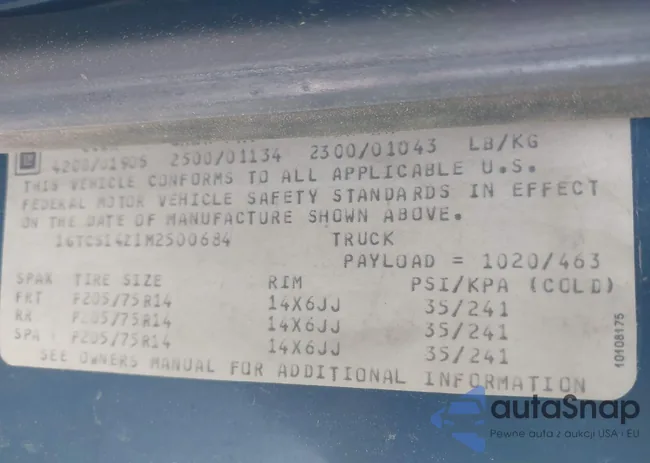 GM
4200/01905 2500/01134 2300/01043 LB/KG
THIS VEHICLE CONFORMS TO ALL APPLICABLE U.S.
FEDERAL MOTOR VEHICLE SAFETY STANDARDS IN EFFECT
ON THE DATE OF MANUFACTURE SHOWN ABOVE.
1GTCS14Z1M2500684 TRUCK
PAYLOAD = 1020/463
SPAK TIRE SIZE RIM PSI/KPA (COLD)
FRT P205/75R14 14X6JJ 35/241
RR P205/75R14 14X6JJ 35/241
SPA P205/75R14 14X6JJ 35/241
SEE OWNERS MANUAL FOR ADDITIONAL INFORMATION
10108175
autaSnap
Pewne auta z aukcji USA i EU